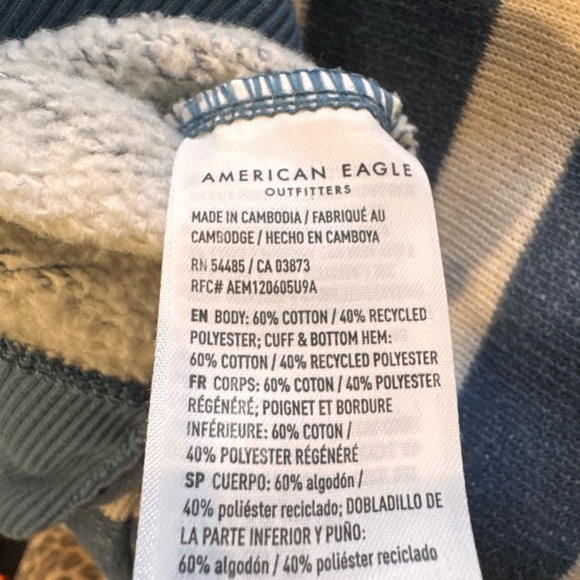 AMERICAN EAGLE
OUTFITTERS
MADE IN CAMBODIA / FABRIQUÉ AU
CAMBODGE / HECHO EN CAMBOYA
RN 54485 / CA 03873
RFC# AEM120605U9A
EN BODY: 60% COTTON / 40% RECYCLED
POLYESTER; CUFF & BOTTOM HEM:
60% COTTON / 40% RECYCLED POLYESTER
FR CORPS: 60% COTON / 40% POLYESTER
RÉGÉNÉRÉ; POIGNET ET BORDURE
INFÉRIEURE: 60% COTON /
40% POLYESTER RÉGÉNÉRÉ
SP CUERPO: 60% algodón /
40% poliéster reciclado; DOBLADILLO DE
LA PARTE INFERIOR Y PUÑO:
60% algodón / 40% poliéster reciclado